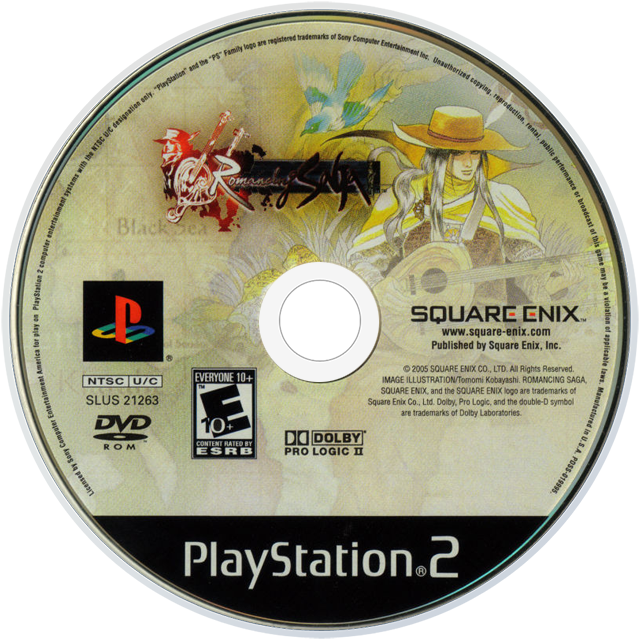 Licensed by Sony Computer Entertainment America for play on PlayStation 2 computer entertainment systems with the NTSC U/C designation only. "PlayStation" and the "PS" Family logo are registered trademarks of Sony Computer Entertainment Inc. Unauthorized copying, reproduction, rental, public performance or broadcast of this game may be a violation of applicable laws. Manufactured in U.S.A. PDSS-019995.
Romancing SAGA
Black Sea
SQUARE ENIX™
www.square-enix.com
Published by Square Enix, Inc.
®
NTSC U/C
SLUS 21263
DVD
ROM
EVERYONE 10+
E
10+
CONTENT RATED BY
ESRB
DOLBY
PRO LOGIC II
© 2005 SQUARE ENIX CO., LTD. All Rights Reserved.
IMAGE ILLUSTRATION/Tomomi Kobayashi. ROMANCING SAGA,
SQUARE ENIX, and the SQUARE ENIX logo are trademarks of
Square Enix Co., Ltd. Dolby, Pro Logic, and the double-D symbol
are trademarks of Dolby Laboratories.
PlayStation®2